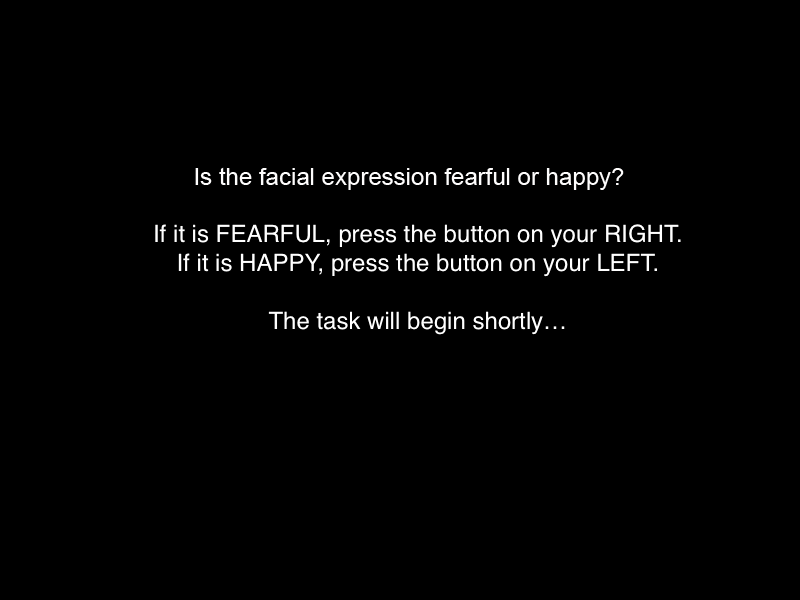 Is the facial expression fearful or happy?
If it is FEARFUL, press the button on your RIGHT.
If it is HAPPY, press the button on your LEFT.
The task will begin shortly…